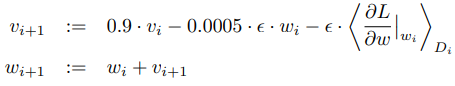 v_{i+1} := 0.9 · v_i − 0.0005 · ϵ · w_i − ϵ · ⟨ ∂L/∂w |_{w_i} ⟩_{D_i}
w_{i+1} := w_i + v_{i+1}